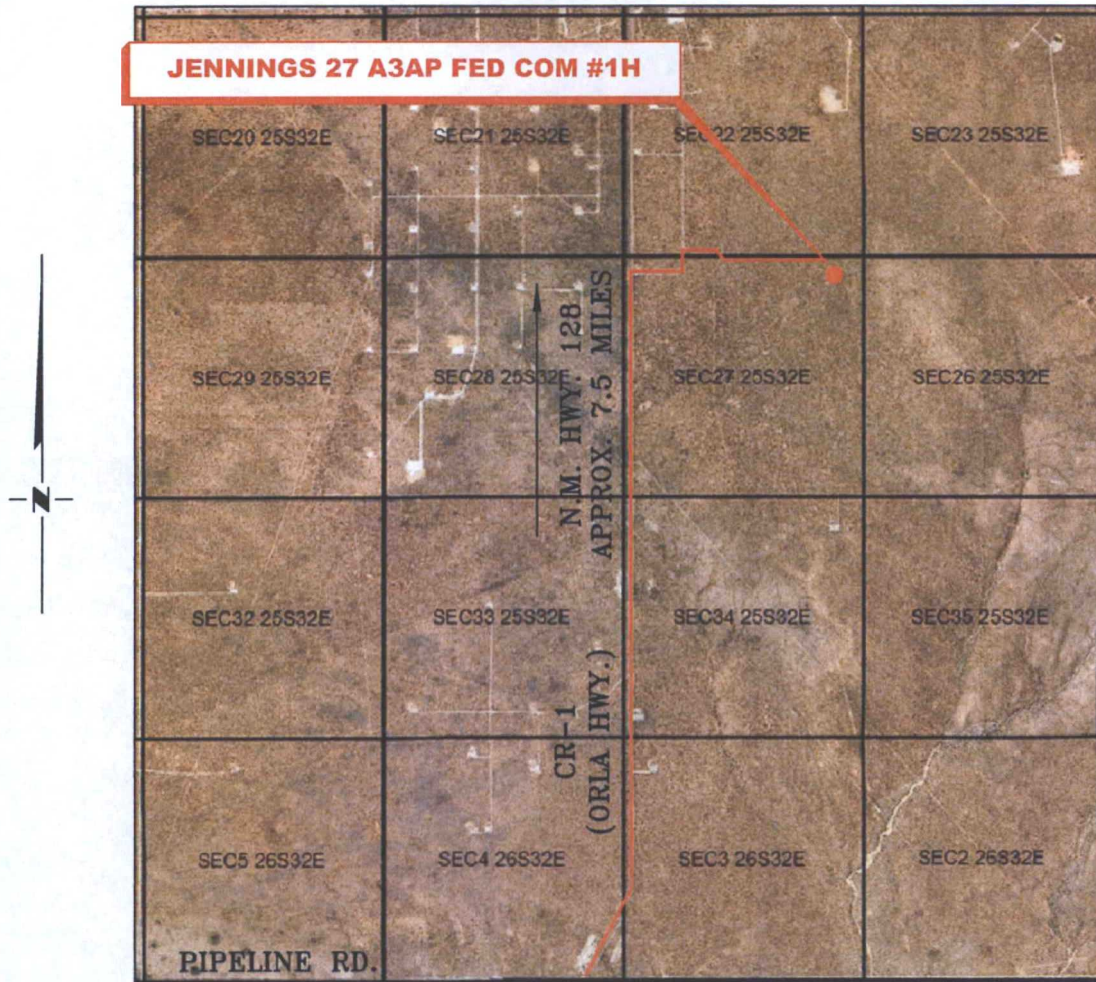 JENNINGS 27 A3AP FED COM #1H
SEC20 25S32E
SEC21 25S32E
SEC22 25S32E
SEC23 25S32E
SEC29 25S32E
SEC28 25S32E
SEC27 25S32E
SEC26 25S32E
N.M. HWY. 128
APPROX. 7.5 MILES
N
SEC32 25S32E
SEC33 25S32E
SEC34 25S32E
SEC35 25S32E
CR-1
(ORLA HWY.)
SEC5 26S32E
SEC4 26S32E
SEC3 26S32E
SEC2 26S32E
PIPELINE RD.